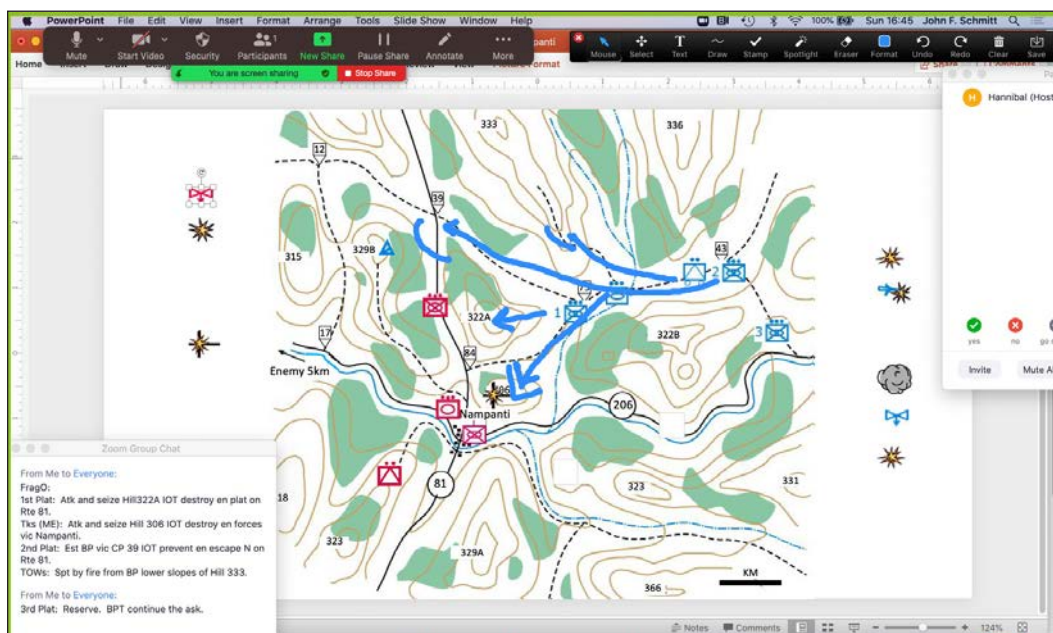 PowerPoint File Edit View Insert Format Arrange Tools Slide Show Window Help 100% Sun 16:45 John F. Schmitt
Mute Start Video Security Participants 1 New Share Pause Share Annotate More
Mouse Select Text Draw Stamp Spotlight Eraser Format Undo Redo Clear Save
Home
You are screen sharing Stop Share
Hannibal (Host
333
336
12
39
329B
315
43
2
1
322A
322B
3
17
84
Enemy 5km
Nampanti
206
81
18
323
323
331
329A
366
KM
yes no
Invite Mute Al
Zoom Group Chat
From Me to Everyone:
FragO:
1st Plat: Atk and seize Hill322A IOT destroy en plat on
Rte 81.
Tks (ME): Atk and seize Hill 306 IOT destroy en forces
vic Nampanti.
2nd Plat: Est BP vic CP 39 IOT prevent en escape N on
Rte 81.
TOWs: Spt by fire from BP lower slopes of Hill 333.
From Me to Everyone:
3rd Plat: Reserve. BPT continue the ask.
Notes Comments 124%